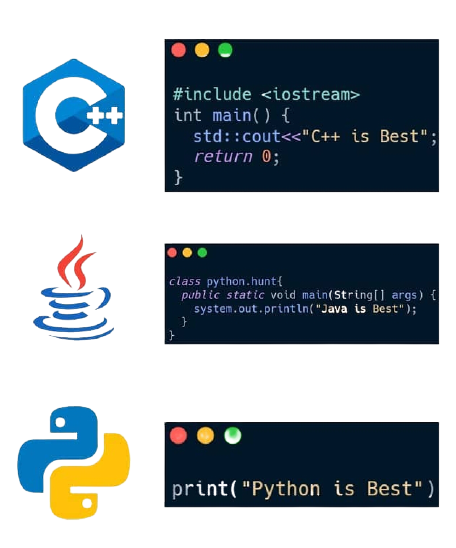 C++
#include <iostream>
int main() {
std::cout<<"C++ is Best";
return 0;
}
class python.hunt{
public static void main(String[] args) {
system.out.println("Java is Best");
}
}
print("Python is Best")